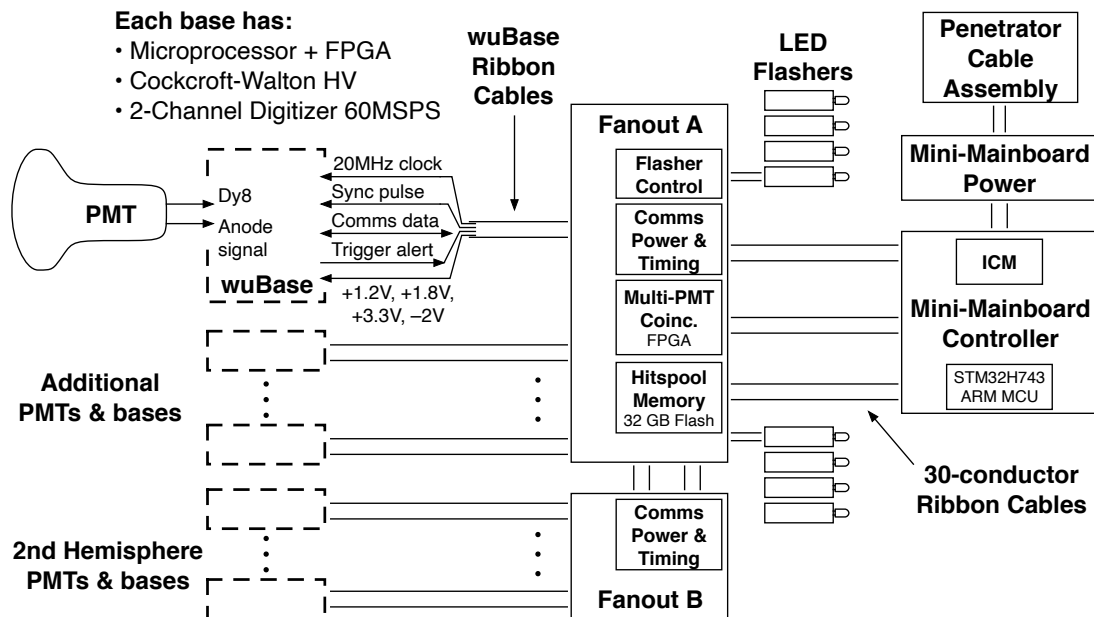 Each base has:
• Microprocessor + FPGA
• Cockcroft-Walton HV
• 2-Channel Digitizer 60MSPS
wuBase
Ribbon
Cables
LED
Flashers
Penetrator
Cable
Assembly
PMT
Dy8
Anode
signal
wuBase
20MHz clock
Sync pulse
Comms data
Trigger alert
+1.2V, +1.8V,
+3.3V, –2V
Fanout A
Flasher
Control
Comms
Power &
Timing
Multi-PMT
Coinc.
FPGA
Hitspool
Memory
32 GB Flash
Mini-Mainboard
Power
ICM
Mini-Mainboard
Controller
STM32H743
ARM MCU
Additional
PMTs & bases
30-conductor
Ribbon Cables
2nd Hemisphere
PMTs & bases
Comms
Power &
Timing
Fanout B